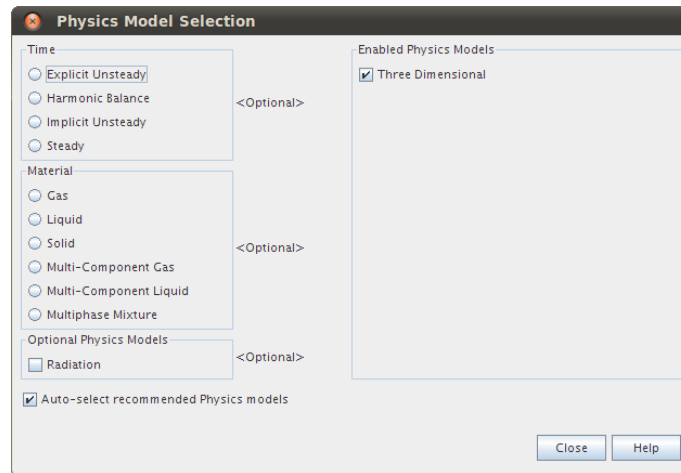 Physics Model Selection
Time
Explicit Unsteady
Harmonic Balance
<Optional>
Implicit Unsteady
Steady
Material
Gas
Liquid
Solid
<Optional>
Multi-Component Gas
Multi-Component Liquid
Multiphase Mixture
Optional Physics Models
<Optional>
Radiation
Auto-select recommended Physics models
Enabled Physics Models
Three Dimensional
Close
Help